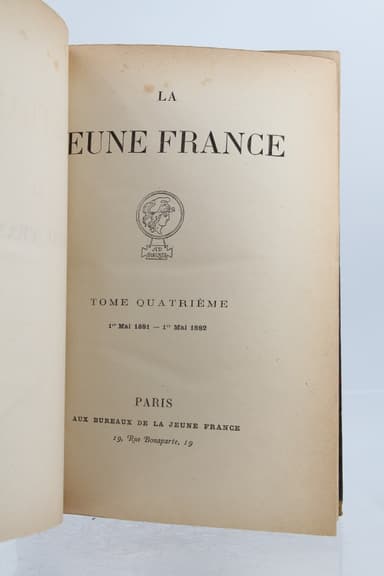 LA
EUNE FRANCE
TOME QUATRIÈME
1er Mai 1881 — 1er Mai 1882
PARIS
AUX BUREAUX DE LA JEUNE FRANCE
19, Rue Bonaparte, 19